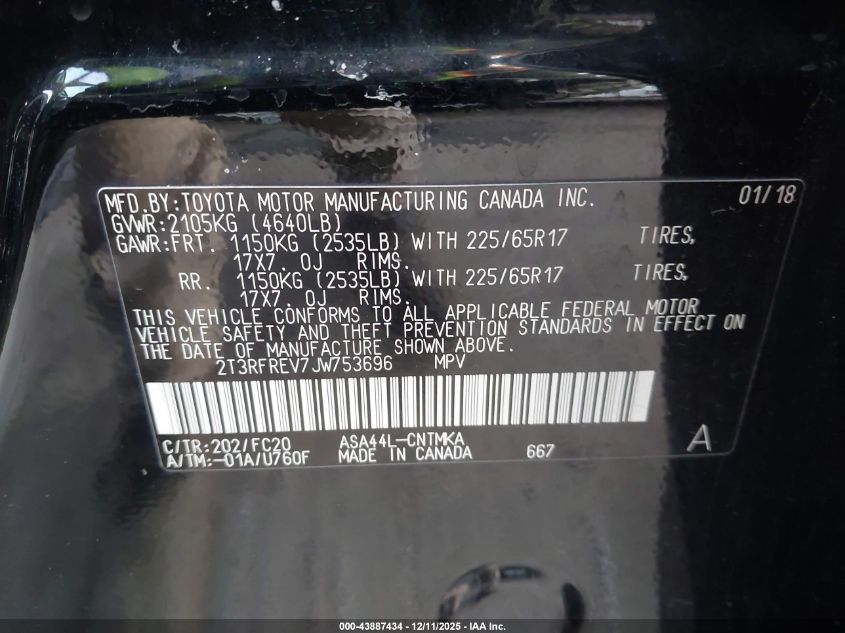 MFD.BY:TOYOTA MOTOR MANUFACTURING CANADA INC. 01/18
GVWR:2105KG (4640LB)
GAWR:FRT. 1150KG (2535LB) WITH 225/65R17 TIRES,
17X7.0J RIMS.
RR. 1150KG (2535LB) WITH 225/65R17 TIRES,
17X7.0J RIMS.
THIS VEHICLE CONFORMS TO ALL APPLICABLE FEDERAL MOTOR
VEHICLE SAFETY AND THEFT PREVENTION STANDARDS IN EFFECT ON
THE DATE OF MANUFACTURE SHOWN ABOVE.
2T3RFREV7JW753696 MPV
C/TR:202/FC20 ASA44L-CNTMKA A
A/TM:-01A/U760F MADE IN CANADA 667
000-43887434 - 12/11/2025 - IAA Inc.